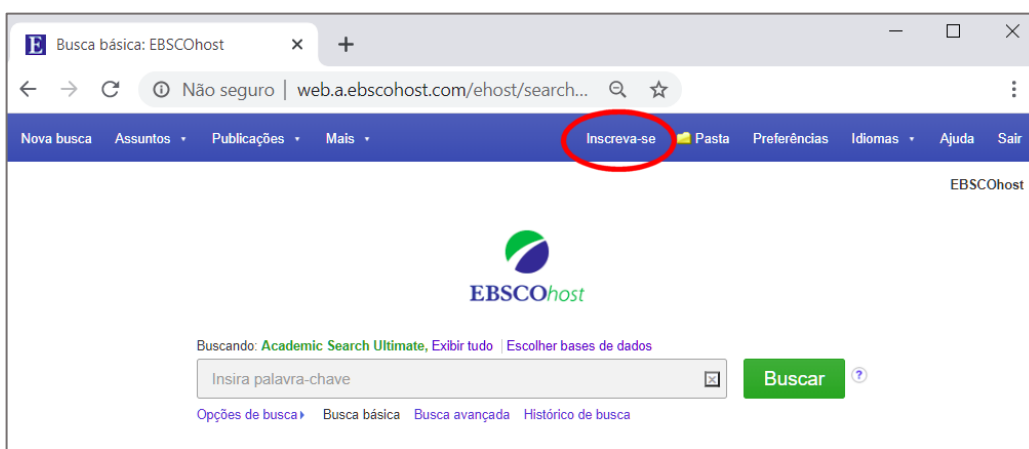 E Busca básica: EBSCOhost
Não seguro | web.a.ebscohost.com/ehost/search...
Nova busca Assuntos Publicações Mais Inscreva-se Pasta Preferências Idiomas Ajuda Sair
EBSCOhost
EBSCOhost
Buscando: Academic Search Ultimate, Exibir tudo | Escolher bases de dados
Insira palavra-chave Buscar ?
Opções de busca Busca básica Busca avançada Histórico de busca